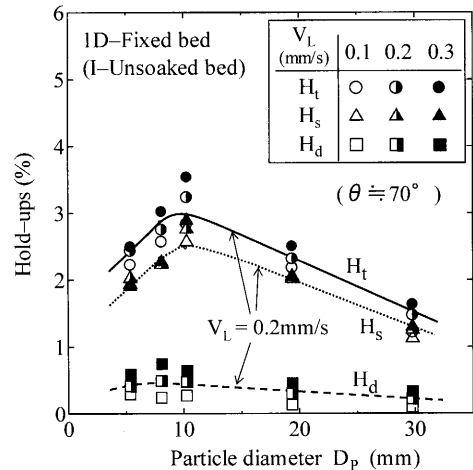 1D–Fixed bed
(I–Unsoaked bed)
V_L (mm/s) 0.1 0.2 0.3
H_t ○ ◑ ●
H_s △ ◮ ▲
H_d □ ◨ ■
(θ≒70°)
Hold–ups (%)
6
5
4
3
2
1
0
H_t
H_s
V_L = 0.2mm/s
H_d
0 10 20 30
Particle diameter D_P (mm)